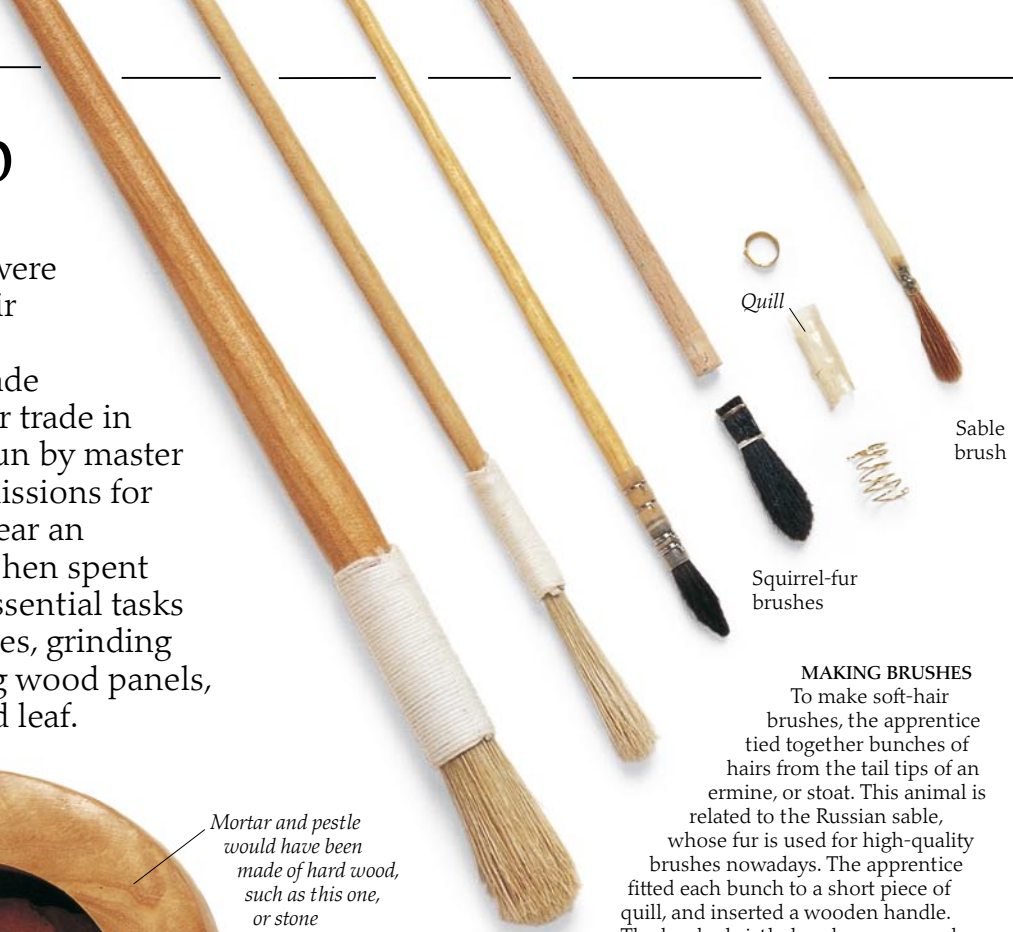 were
ir
de
r trade in
un by master
issions for
ear an
hen spent
ssential tasks
es, grinding
g wood panels,
d leaf.
Quill
Sable
brush
Squirrel-fur
brushes
MAKING BRUSHES
To make soft-hair
brushes, the apprentice
tied together bunches of
hairs from the tail tips of an
ermine, or stoat. This animal is
related to the Russian sable,
whose fur is used for high-quality
brushes nowadays. The apprentice
fitted each bunch to a short piece of
quill, and inserted a wooden handle.
Mortar and pestle
would have been
made of hard wood,
such as this one,
or stone